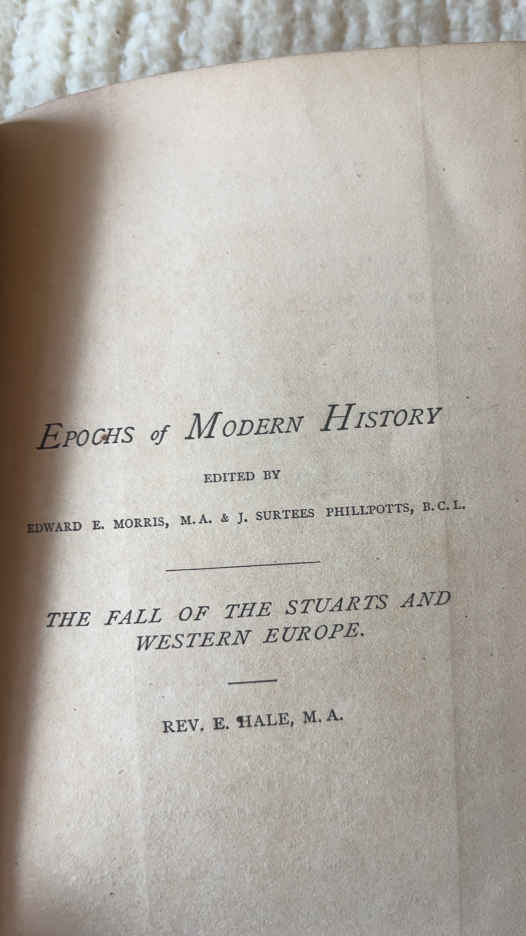 EPOCHS of MODERN HISTORY
EDITED BY
EDWARD E. MORRIS, M.A. & J. SURTEES PHILLPOTTS, B.C.L.
THE FALL OF THE STUARTS AND
WESTERN EUROPE.
REV. E. HALE, M.A.